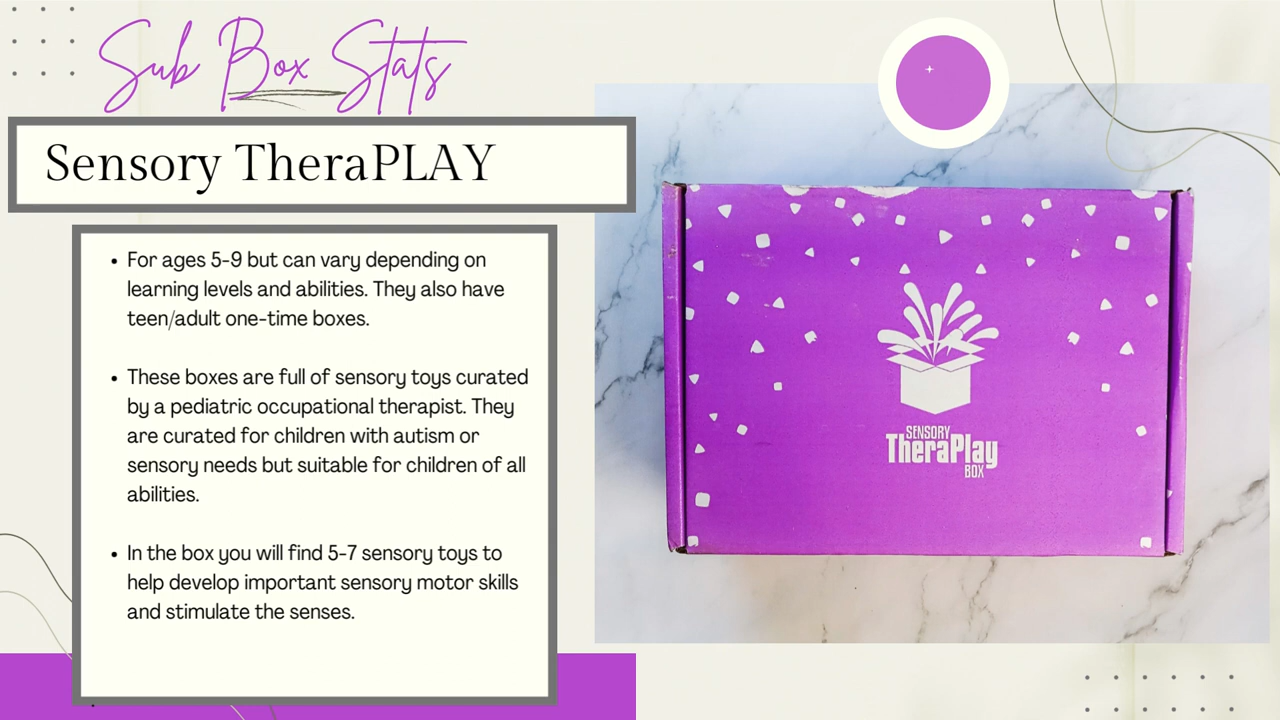 Sub Box Stats
Sensory TheraPLAY
• For ages 5-9 but can vary depending on
learning levels and abilities. They also have
teen/adult one-time boxes.
• These boxes are full of sensory toys curated
by a pediatric occupational therapist. They
are curated for children with autism or
sensory needs but suitable for children of all
abilities.
• In the box you will find 5-7 sensory toys to
help develop important sensory motor skills
and stimulate the senses.
SENSORY
TheraPlay
BOX